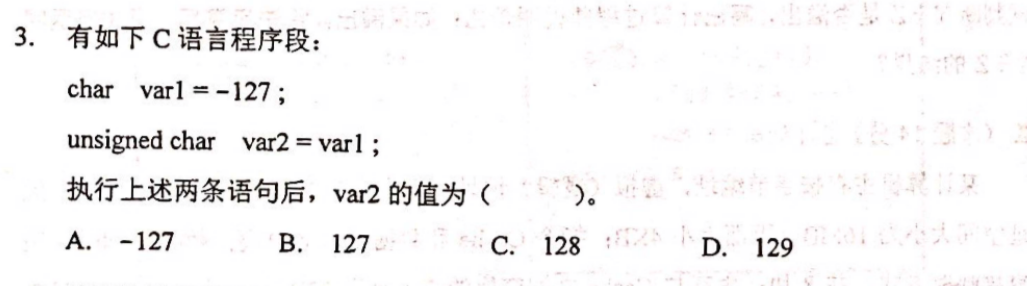 3. 有如下 C 语言程序段：
char var1 = −127 ;
unsigned char var2 = var1 ;
执行上述两条语句后，var2 的值为（ ）。
A. −127 B. 127 C. 128 D. 129